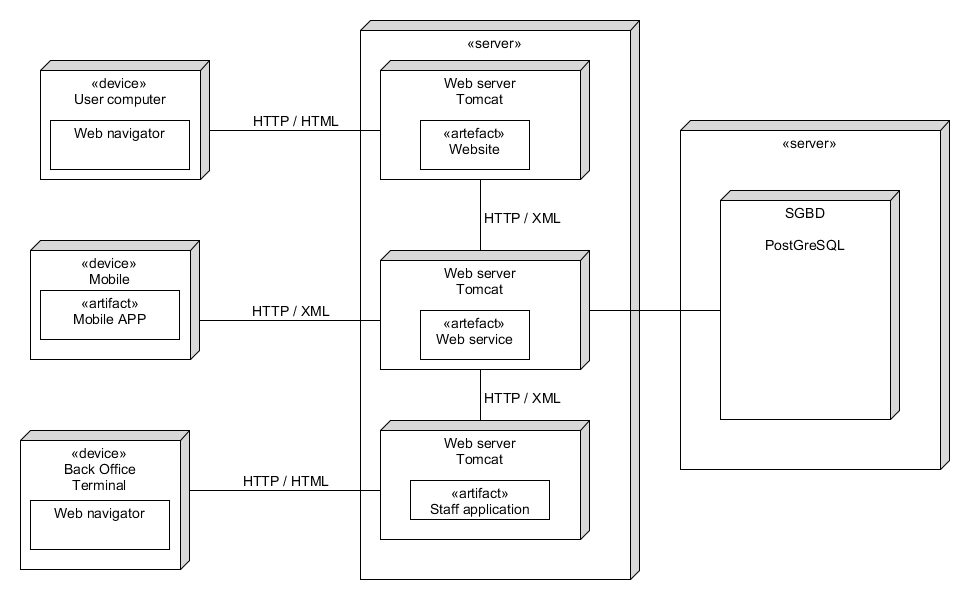 «server»
«device»
User computer
Web navigator
HTTP / HTML
Web server
Tomcat
«artefact»
Website
«server»
SGBD
PostGreSQL
HTTP / XML
«device»
Mobile
«artifact»
Mobile APP
HTTP / XML
Web server
Tomcat
«artefact»
Web service
HTTP / XML
«device»
Back Office
Terminal
Web navigator
HTTP / HTML
Web server
Tomcat
«artifact»
Staff application